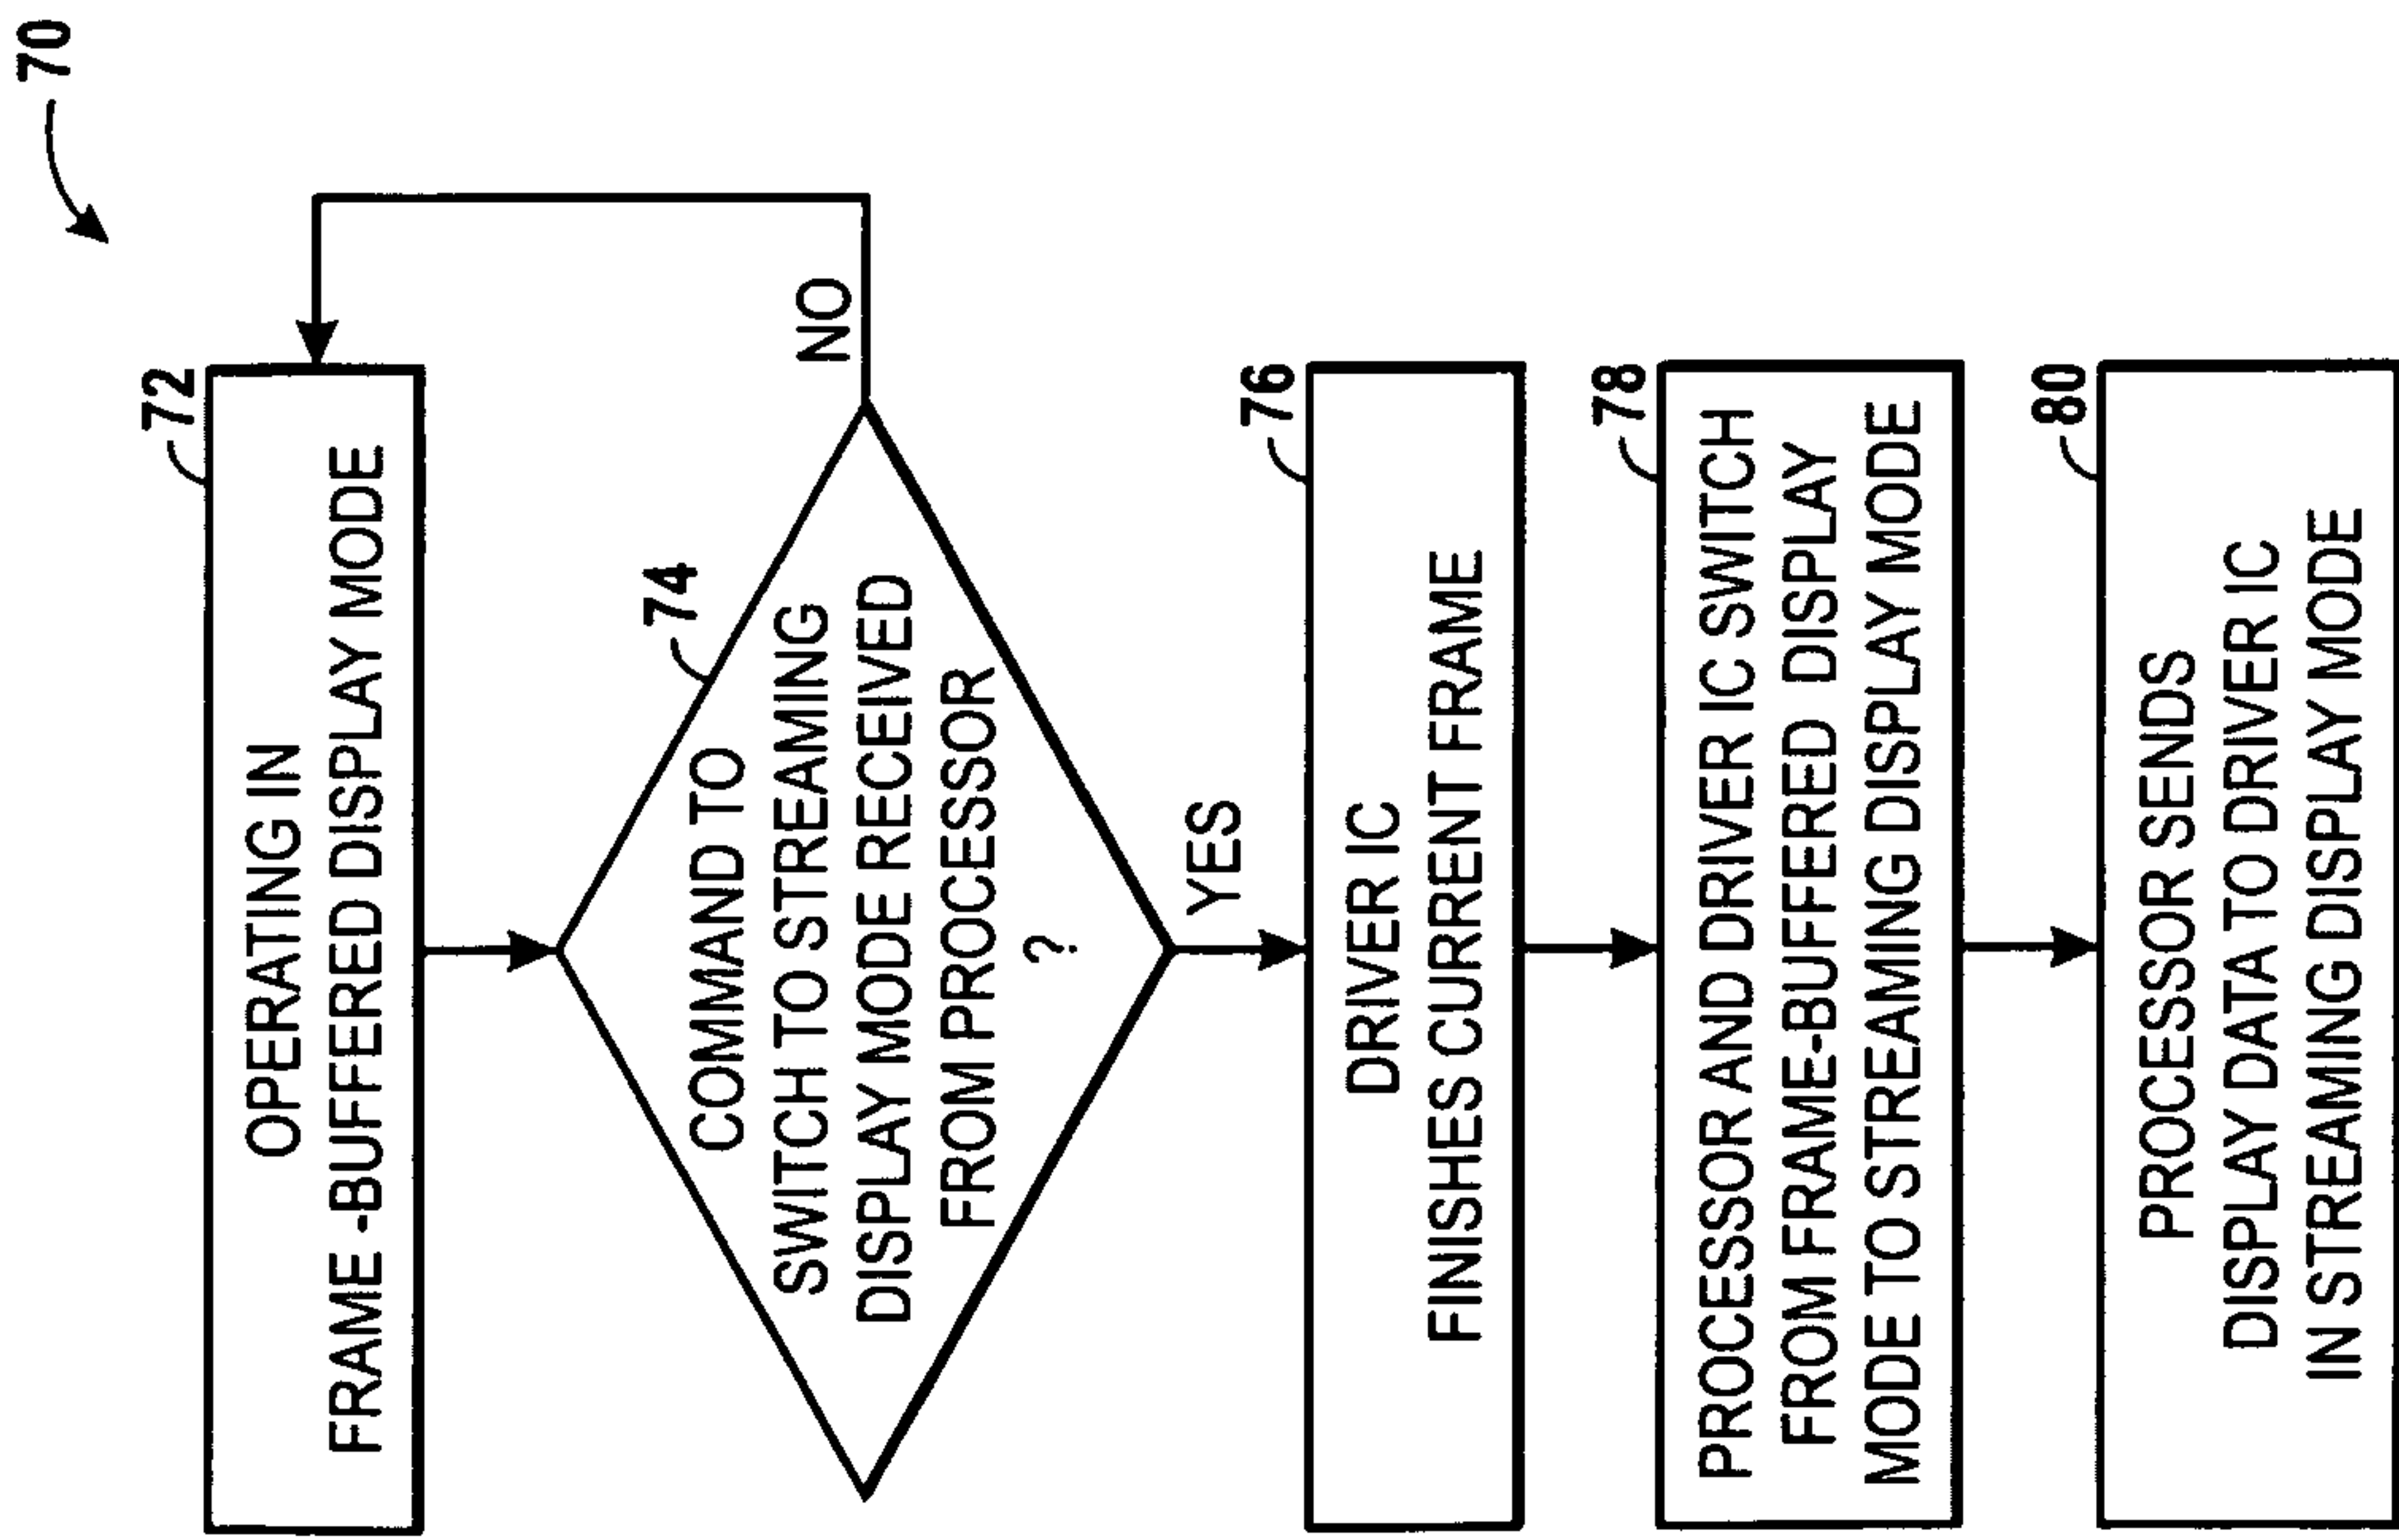 70
72
OPERATING IN
FRAME -BUFFERED DISPLAY MODE
74
COMMAND TO
SWITCH TO STREAMING
DISPLAY MODE RECEIVED
FROM PROCESSOR
?
NO
YES
76
DRIVER IC
FINISHES CURRENT FRAME
78
PROCESSOR AND DRIVER IC SWITCH
FROM FRAME-BUFFERED DISPLAY
MODE TO STREAMING DISPLAY MODE
80
PROCESSOR SENDS
DISPLAY DATA TO DRIVER IC
IN STREAMING DISPLAY MODE